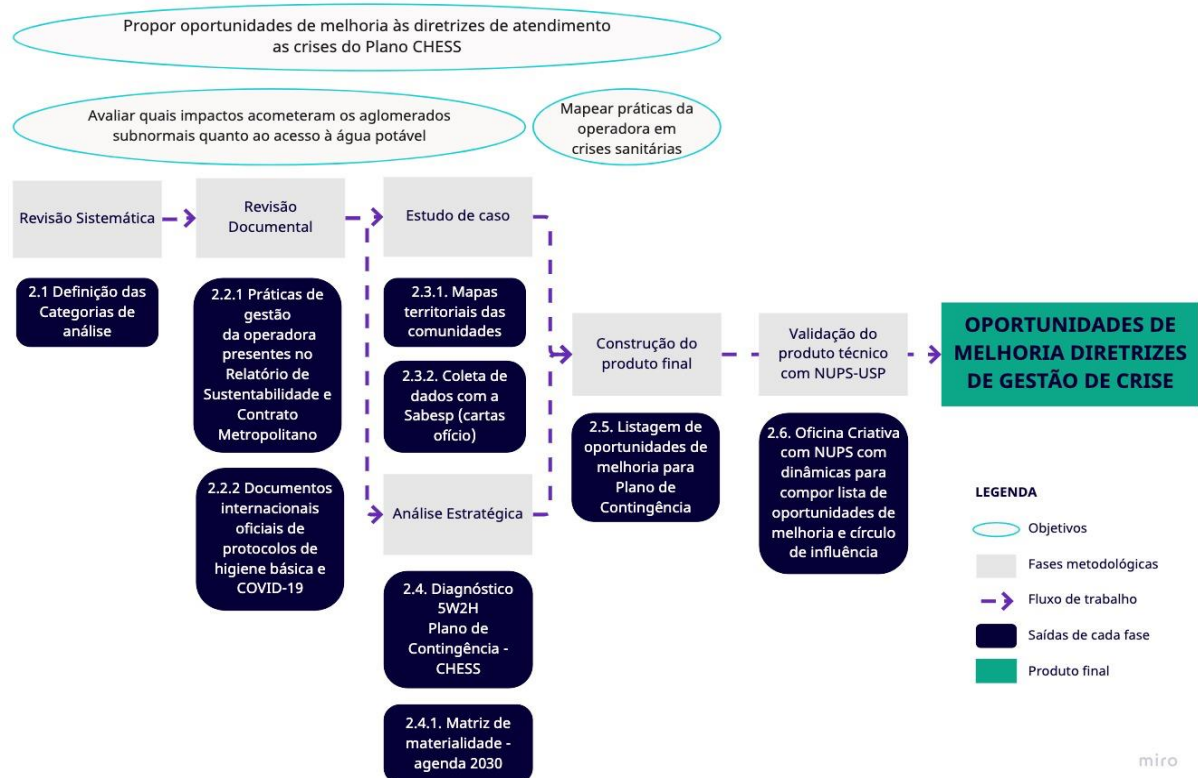 Propor oportunidades de melhoria às diretrizes de atendimento
as crises do Plano CHESS
Avaliar quais impactos acometeram os aglomerados
subnormais quanto ao acesso à água potável
Mapear práticas da
operadora em
crises sanitárias
Revisão Sistemática
Revisão
Documental
Estudo de caso
2.1 Definição das
Categorias de
análise
2.2.1 Práticas de
gestão
da operadora
presentes no
Relatório de
Sustentabilidade e
Contrato
Metropolitano
2.2.2 Documentos
internacionais
oficiais de
protocolos de
higiene básica e
COVID-19
2.3.1. Mapas
territoriais das
comunidades
2.3.2. Coleta de
dados com a
Sabesp (cartas
ofício)
Análise Estratégica
2.4. Diagnóstico
5W2H
Plano de
Contingência -
CHESS
2.4.1. Matriz de
materialidade -
agenda 2030
Construção do
produto final
2.5. Listagem de
oportunidades de
melhoria para
Plano de
Contingência
Validação do
produto técnico
com NUPS-USP
2.6. Oficina Criativa
com NUPS com
dinâmicas para
compor lista de
oportunidades de
melhoria e círculo
de influência
OPORTUNIDADES DE
MELHORIA DIRETRIZES
DE GESTÃO DE CRISE
LEGENDA
Objetivos
Fases metodológicas
Fluxo de trabalho
Saídas de cada fase
Produto final
miro